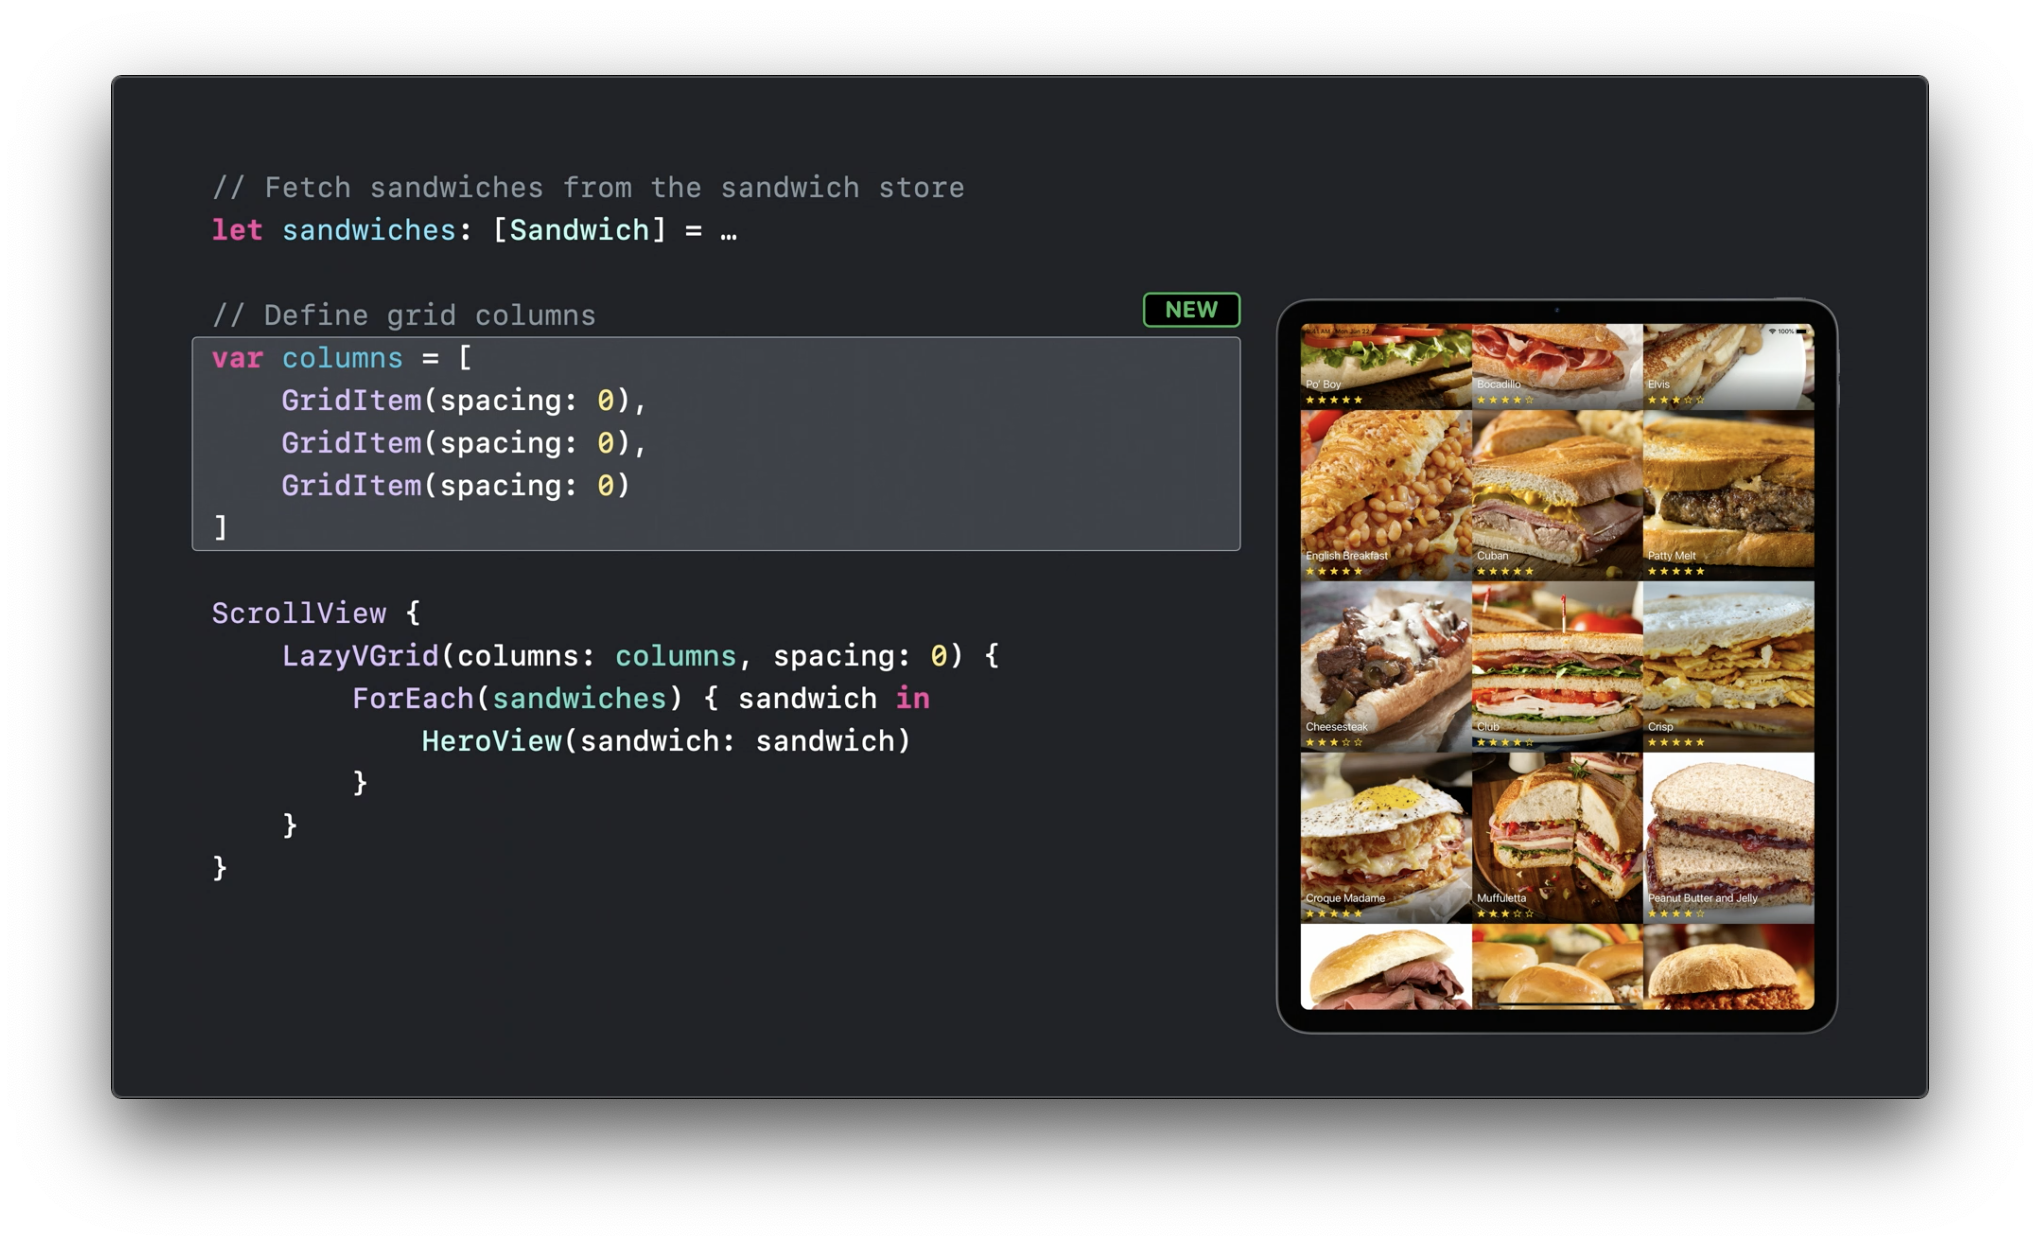 // Fetch sandwiches from the sandwich store
let sandwiches: [Sandwich] = …
// Define grid columns
NEW
var columns = [
GridItem(spacing: 0),
GridItem(spacing: 0),
GridItem(spacing: 0)
]
ScrollView {
LazyVGrid(columns: columns, spacing: 0) {
ForEach(sandwiches) { sandwich in
HeroView(sandwich: sandwich)
}
}
}
100%
Po' Boy
Bocadillo
Elvis
English Breakfast
Cuban
Patty Melt
Cheesesteak
Club
Crisp
Croque Madame
Muffuletta
Peanut Butter and Jelly